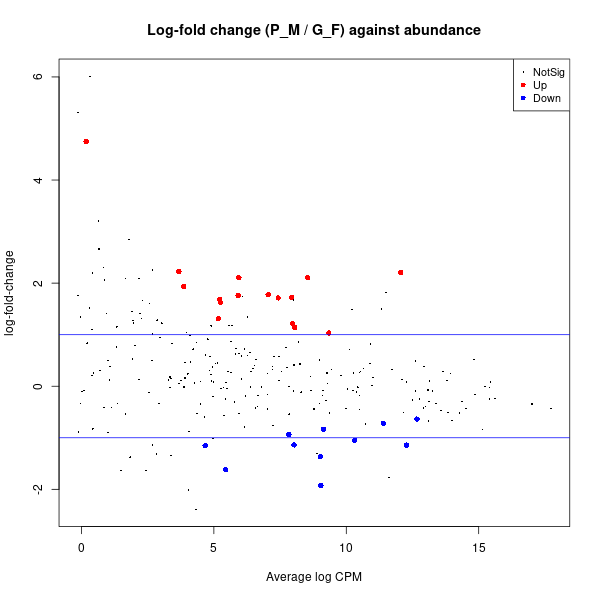 Log-fold change (P_M / G_F) against abundance
NotSig
Up
Down
6
4
2
0
-2
log-fold-change
0 5 10 15
Average log CPM